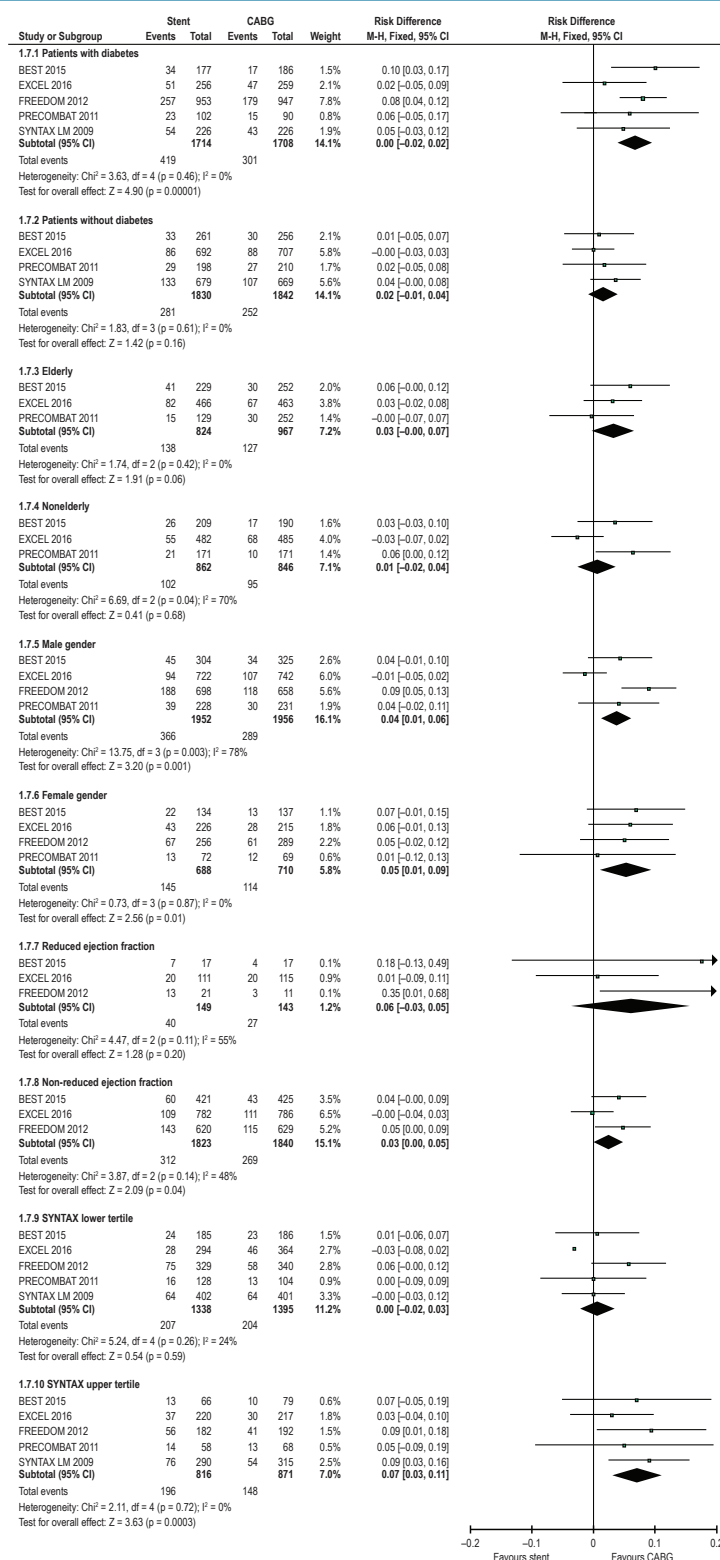 Stent CABG Risk Difference Risk Difference
Study or Subgroup Events Total Events Total Weight M-H, Fixed, 95% CI M-H, Fixed, 95% CI
1.7.1 Patients with diabetes
BEST 2015 34 177 17 186 1.5% 0.10 [0.03, 0.17]
EXCEL 2016 51 256 47 259 2.1% 0.02 [–0.05, 0.09]
FREEDOM 2012 257 953 179 947 7.8% 0.08 [0.04, 0.12]
PRECOMBAT 2011 23 102 15 90 0.8% 0.06 [–0.05, 0.17]
SYNTAX LM 2009 54 226 43 226 1.9% 0.05 [–0.03, 0.12]
Subtotal (95% CI) 1714 1708 14.1% 0.00 [–0.02, 0.02]
Total events 419 301
Heterogeneity: Chi² = 3.63, df = 4 (p = 0.46); I² = 0%
Test for overall effect: Z = 4.90 (p = 0.00001)
1.7.2 Patients without diabetes
BEST 2015 33 261 30 256 2.1% 0.01 [–0.05, 0.07]
EXCEL 2016 86 692 88 707 5.8% –0.00 [–0.03, 0.03]
PRECOMBAT 2011 29 198 27 210 1.7% 0.02 [–0.05, 0.08]
SYNTAX LM 2009 133 679 107 669 5.6% 0.04 [–0.00, 0.08]
Subtotal (95% CI) 1830 1842 14.1% 0.02 [–0.01, 0.04]
Total events 281 252
Heterogeneity: Chi² = 1.83, df = 3 (p = 0.61); I² = 0%
Test for overall effect: Z = 1.42 (p = 0.16)
1.7.3 Elderly
BEST 2015 41 229 30 252 2.0% 0.06 [–0.00, 0.12]
EXCEL 2016 82 466 67 463 3.8% 0.03 [–0.02, 0.08]
PRECOMBAT 2011 15 129 30 252 1.4% –0.00 [–0.07, 0.07]
Subtotal (95% CI) 824 967 7.2% 0.03 [–0.00, 0.07]
Total events 138 127
Heterogeneity: Chi² = 1.74, df = 2 (p = 0.42); I² = 0%
Test for overall effect: Z = 1.91 (p = 0.06)
1.7.4 Nonelderly
BEST 2015 26 209 17 190 1.6% 0.03 [–0.03, 0.10]
EXCEL 2016 55 482 68 485 4.0% –0.03 [–0.07, 0.02]
PRECOMBAT 2011 21 171 10 171 1.4% 0.06 [0.00, 0.12]
Subtotal (95% CI) 862 846 7.1% 0.01 [–0.02, 0.04]
Total events 102 95
Heterogeneity: Chi² = 6.69, df = 2 (p = 0.04); I² = 70%
Test for overall effect: Z = 0.41 (p = 0.68)
1.7.5 Male gender
BEST 2015 45 304 34 325 2.6% 0.04 [–0.01, 0.10]
EXCEL 2016 94 722 107 742 6.0% –0.01 [–0.05, 0.02]
FREEDOM 2012 188 698 118 658 5.6% 0.09 [0.05, 0.13]
PRECOMBAT 2011 39 228 30 231 1.9% 0.04 [–0.02, 0.11]
Subtotal (95% CI) 1952 1956 16.1% 0.04 [0.01, 0.06]
Total events 366 289
Heterogeneity: Chi² = 13.75, df = 3 (p = 0.003); I² = 78%
Test for overall effect: Z = 3.20 (p = 0.001)
1.7.6 Female gender
BEST 2015 22 134 13 137 1.1% 0.07 [–0.01, 0.15]
EXCEL 2016 43 226 28 215 1.8% 0.06 [–0.01, 0.13]
FREEDOM 2012 67 256 61 289 2.2% 0.05 [–0.02, 0.12]
PRECOMBAT 2011 13 72 12 69 0.6% 0.01 [–0.12, 0.13]
Subtotal (95% CI) 688 710 5.8% 0.05 [0.01, 0.09]
Total events 145 114
Heterogeneity: Chi² = 0.73, df = 3 (p = 0.87); I² = 0%
Test for overall effect: Z = 2.56 (p = 0.01)
1.7.7 Reduced ejection fraction
BEST 2015 7 17 4 17 0.1% 0.18 [–0.13, 0.49]
EXCEL 2016 20 111 20 115 0.9% 0.01 [–0.09, 0.11]
FREEDOM 2012 13 21 3 11 0.1% 0.35 [0.01, 0.68]
Subtotal (95% CI) 149 143 1.2% 0.06 [–0.03, 0.05]
Total events 40 27
Heterogeneity: Chi² = 4.47, df = 2 (p = 0.11); I² = 55%
Test for overall effect: Z = 1.28 (p = 0.20)
1.7.8 Non-reduced ejection fraction
BEST 2015 60 421 43 425 3.5% 0.04 [–0.00, 0.09]
EXCEL 2016 109 782 111 786 6.5% –0.00 [–0.04, 0.03]
FREEDOM 2012 143 620 115 629 5.2% 0.05 [0.00, 0.09]
Subtotal (95% CI) 1823 1840 15.1% 0.03 [0.00, 0.05]
Total events 312 269
Heterogeneity: Chi² = 3.87, df = 2 (p = 0.14); I² = 48%
Test for overall effect: Z = 2.09 (p = 0.04)
1.7.9 SYNTAX lower tertile
BEST 2015 24 185 23 186 1.5% 0.01 [–0.06, 0.07]
EXCEL 2016 28 294 46 364 2.7% –0.03 [–0.08, 0.02]
FREEDOM 2012 75 329 58 340 2.8% 0.06 [–0.00, 0.12]
PRECOMBAT 2011 16 128 13 104 0.9% 0.00 [–0.09, 0.09]
SYNTAX LM 2009 64 402 64 401 3.3% –0.00 [–0.03, 0.12]
Subtotal (95% CI) 1338 1395 11.2% 0.00 [–0.02, 0.03]
Total events 207 204
Heterogeneity: Chi² = 5.24, df = 4 (p = 0.26); I² = 24%
Test for overall effect: Z = 0.54 (p = 0.59)
1.7.10 SYNTAX upper tertile
BEST 2015 13 66 10 79 0.6% 0.07 [–0.05, 0.19]
EXCEL 2016 37 220 30 217 1.8% 0.03 [–0.04, 0.10]
FREEDOM 2012 56 182 41 192 1.5% 0.09 [0.01, 0.18]
PRECOMBAT 2011 14 58 13 68 0.5% 0.05 [–0.09, 0.19]
SYNTAX LM 2009 76 290 54 315 2.5% 0.09 [0.03, 0.16]
Subtotal (95% CI) 816 871 7.0% 0.07 [0.03, 0.11]
Total events 196 148
Heterogeneity: Chi² = 2.11, df = 4 (p = 0.72); I² = 0%
Test for overall effect: Z = 3.63 (p = 0.0003)
–0.2 –0.1 0 0.1 0.2
Favours stent Favours CABG